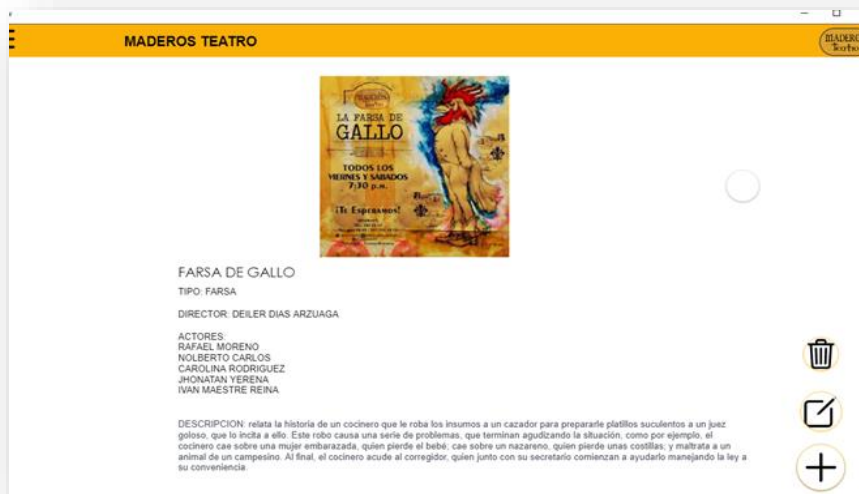 MADEROS TEATRO
MADERO
Teatro
LA FARSA DE
GALLO
TODOS LOS
VIERNES Y SABADOS
7:30 P.M.
¡TE ESPERAMOS!
FARSA DE GALLO
TIPO: FARSA
DIRECTOR: DEILER DIAS ARZUAGA
ACTORES:
RAFAEL MORENO
NOLBERTO CARLOS
CAROLINA RODRIGUEZ
JHONATAN YERENA
IVAN MAESTRE REINA
DESCRIPCION: relata la historia de un cocinero que le roba los insumos a un cazador para prepararle platillos suculentos a un juez
goloso, que lo incita a ello. Este robo causa una serie de problemas, que terminan agudizando la situación, como por ejemplo, el
cocinero cae sobre una mujer embarazada, quien pierde el bebé; cae sobre un nazareno, quien pierde unas costillas; y maltrata a un
animal de un campesino. Al final, el cocinero acude al corregidor, quien junto con su secretario comienzan a ayudarlo manejando la ley a
su conveniencia.